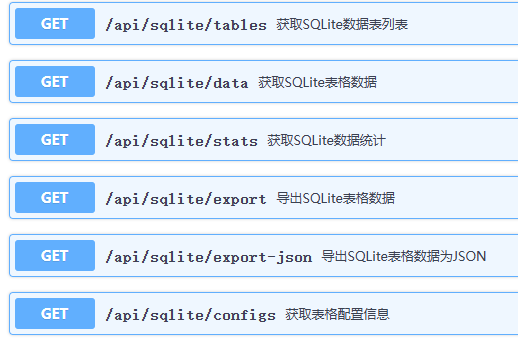 GET /api/sqlite/tables 获取SQLite数据表列表
GET /api/sqlite/data 获取SQLite表格数据
GET /api/sqlite/stats 获取SQLite数据统计
GET /api/sqlite/export 导出SQLite表格数据
GET /api/sqlite/export-json 导出SQLite表格数据为JSON
GET /api/sqlite/configs 获取表格配置信息